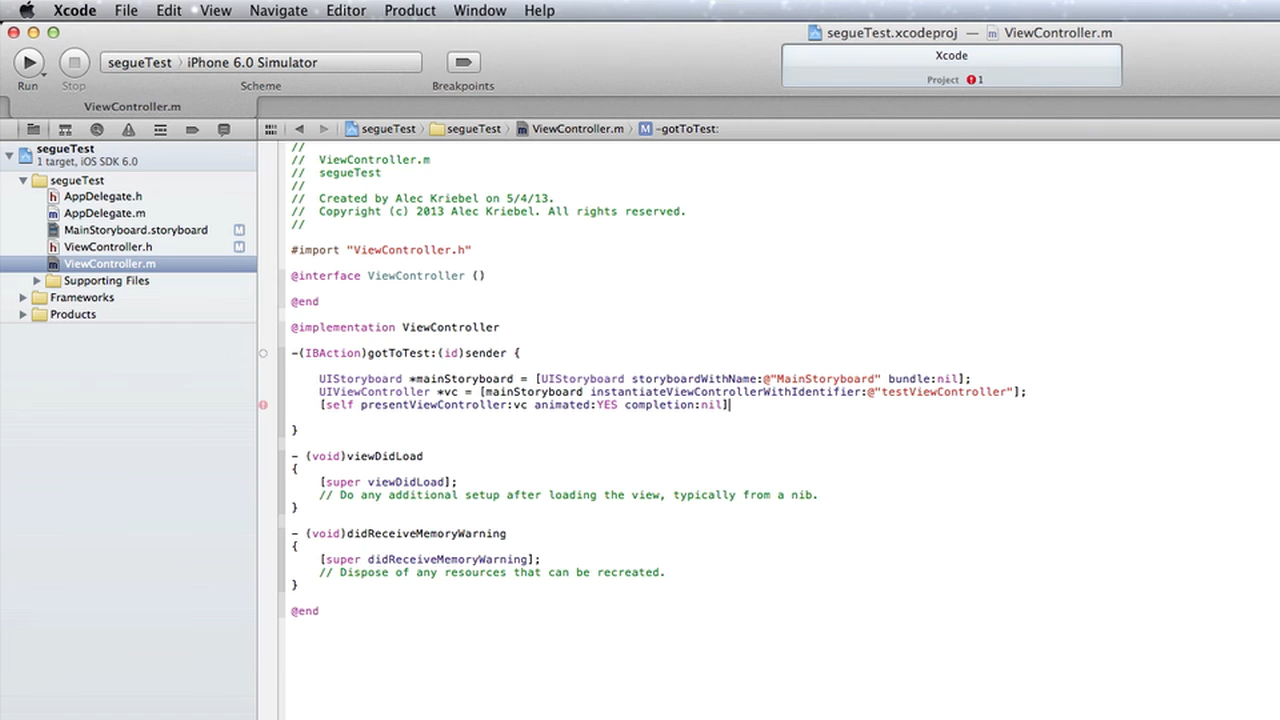 Xcode File Edit View Navigate Editor Product Window Help
segueTest.xcodeproj — ViewController.m
segueTest 〉 iPhone 6.0 Simulator
Xcode
Project 1
Run Stop Scheme Breakpoints
ViewController.m
segueTest 〉 segueTest 〉 ViewController.m 〉 M -gotToTest:
segueTest
1 target, iOS SDK 6.0
segueTest
h AppDelegate.h
m AppDelegate.m
MainStoryboard.storyboard M
h ViewController.h M
m ViewController.m
Supporting Files
Frameworks
Products
//
// ViewController.m
// segueTest
//
// Created by Alec Kriebel on 5/4/13.
// Copyright (c) 2013 Alec Kriebel. All rights reserved.
//
#import "ViewController.h"
@interface ViewController ()
@end
@implementation ViewController
-(IBAction)gotToTest:(id)sender {
UIStoryboard *mainStoryboard = [UIStoryboard storyboardWithName:@"MainStoryboard" bundle:nil];
UIViewController *vc = [mainStoryboard instantiateViewControllerWithIdentifier:@"testViewController"];
[self presentViewController:vc animated:YES completion:nil]
}
- (void)viewDidLoad
{
[super viewDidLoad];
// Do any additional setup after loading the view, typically from a nib.
}
- (void)didReceiveMemoryWarning
{
[super didReceiveMemoryWarning];
// Dispose of any resources that can be recreated.
}
@end